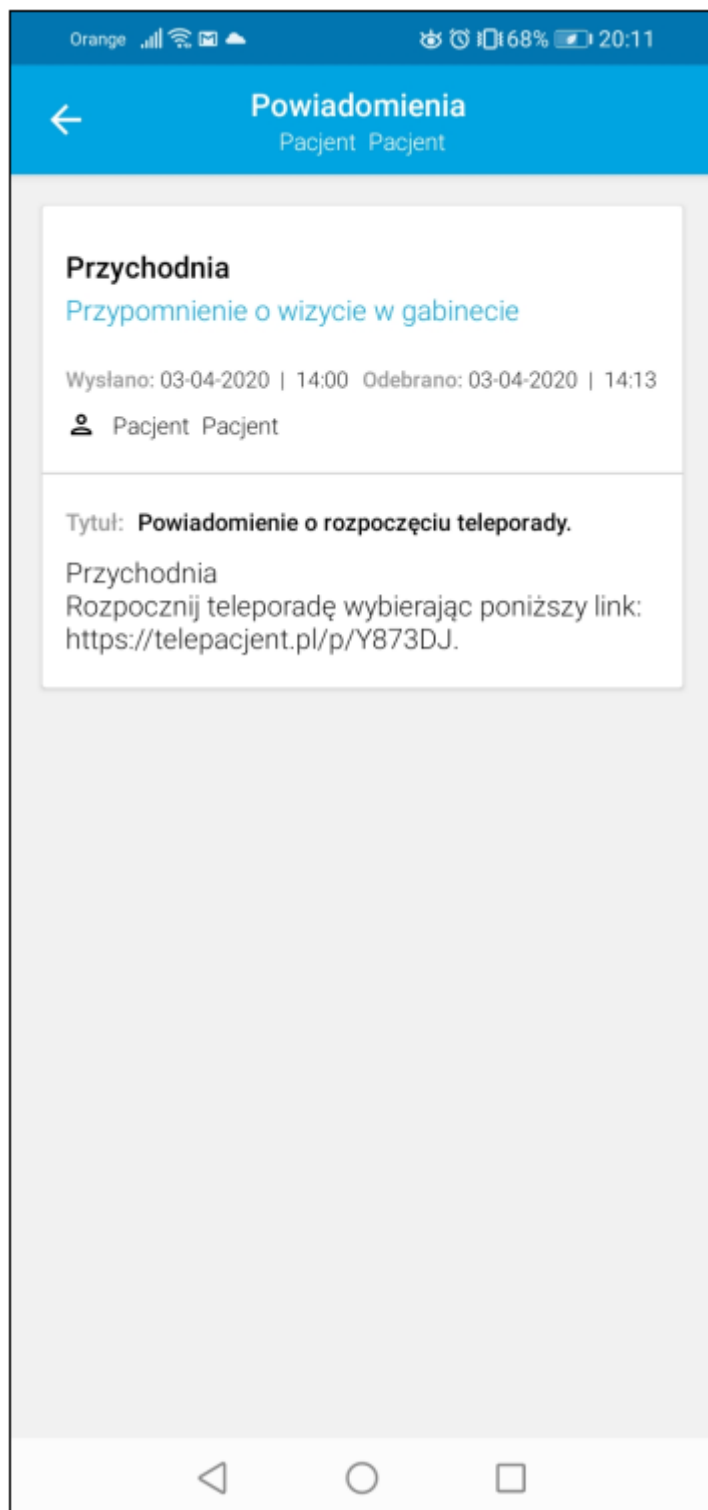 Orange 68% 20:11
Powiadomienia
Pacjent Pacjent
Przychodnia
Przypomnienie o wizycie w gabinecie
Wysłano: 03-04-2020 | 14:00 Odebrano: 03-04-2020 | 14:13
Pacjent Pacjent
Tytuł: Powiadomienie o rozpoczęciu teleporady.
Przychodnia
Rozpocznij teleporadę wybierając poniższy link:
https://telepacjent.pl/p/Y873DJ.